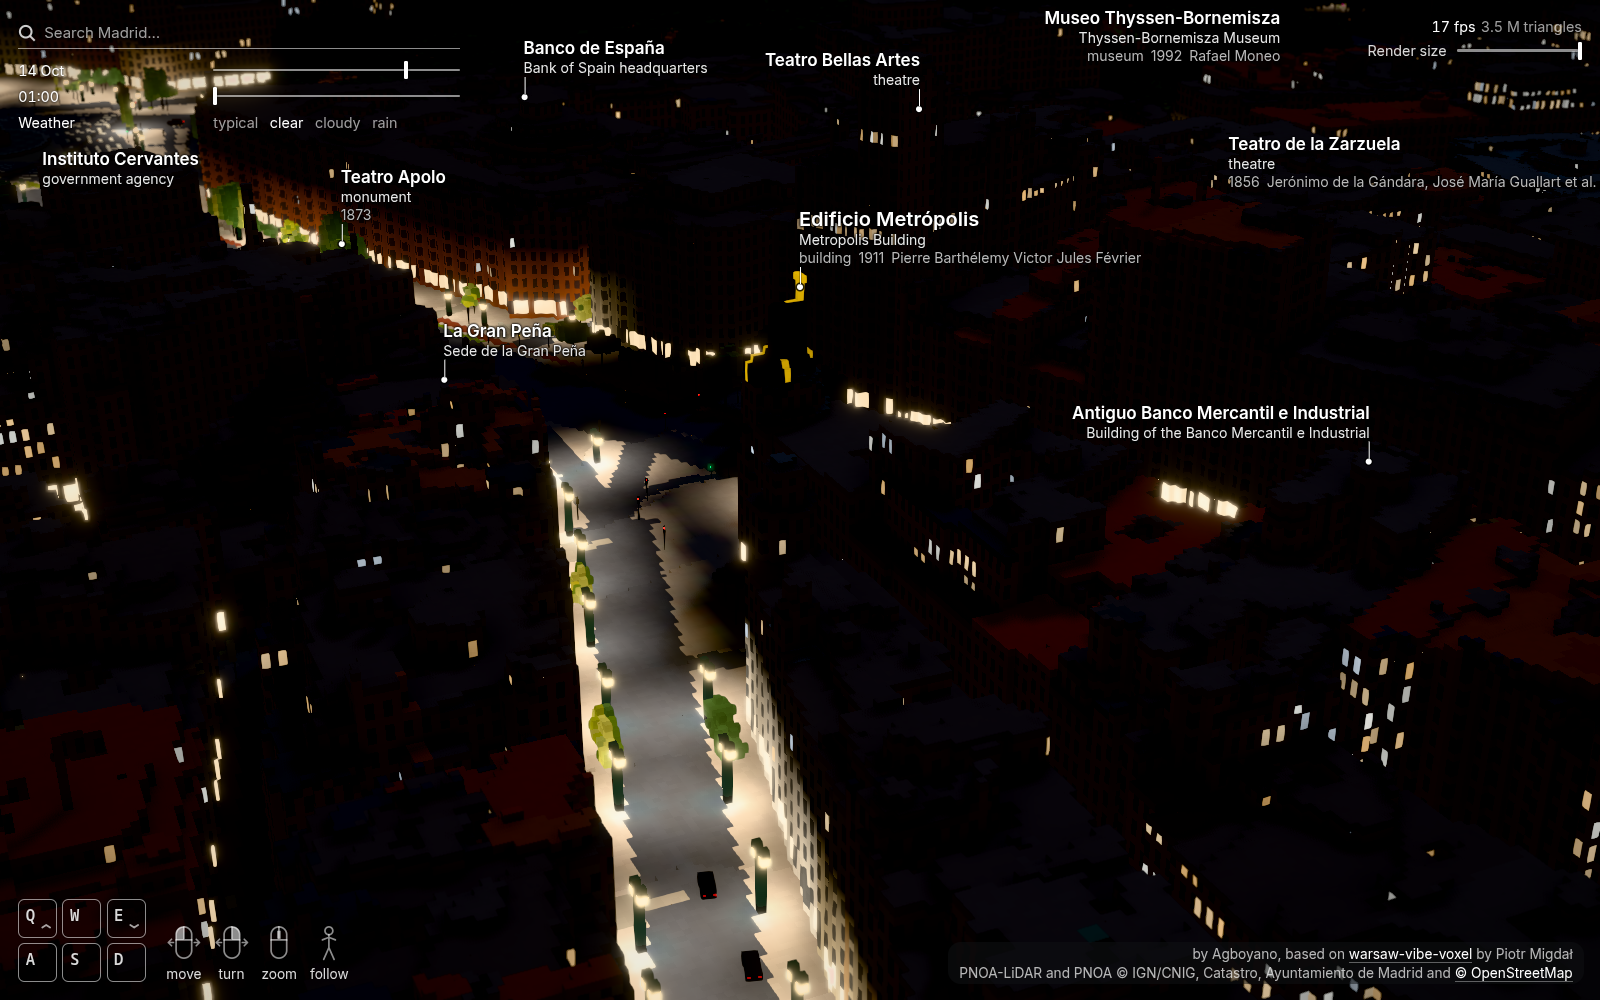 Search Madrid...
14 Oct
01:00
Weather typical clear cloudy rain
Instituto Cervantes
government agency
Teatro Apolo
monument
1873
La Gran Peña
Sede de la Gran Peña
Banco de España
Bank of Spain headquarters
Teatro Bellas Artes
theatre
Museo Thyssen-Bornemisza
Thyssen-Bornemisza Museum
museum 1992 Rafael Moneo
17 fps 3.5 M triangles
Render size
Teatro de la Zarzuela
theatre
1856 Jerónimo de la Gándara, José María Guallart et al.
Edificio Metrópolis
Metropolis Building
building 1911 Pierre Barthélemy Victor Jules Février
Antiguo Banco Mercantil e Industrial
Building of the Banco Mercantil e Industrial
Q W E
A S D
move turn zoom follow
by Agboyano, based on warsaw-vibe-voxel by Piotr Migdał
PNOA-LiDAR and PNOA © IGN/CNIG, Catastro, Ayuntamiento de Madrid and © OpenStreetMap